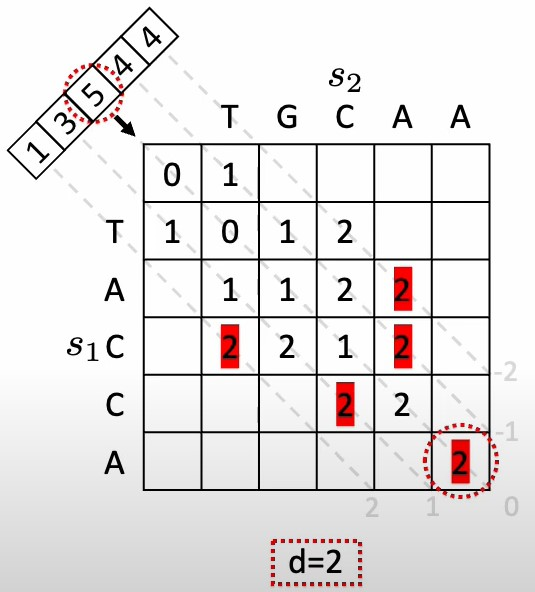 1 3 5 4 4
s₂
T G C A A
0 1
T 1 0 1 2
A 1 1 2 2
s₁ C 2 2 1 2
-2
C 2 2
-1
A 2
2 1 0
d=2